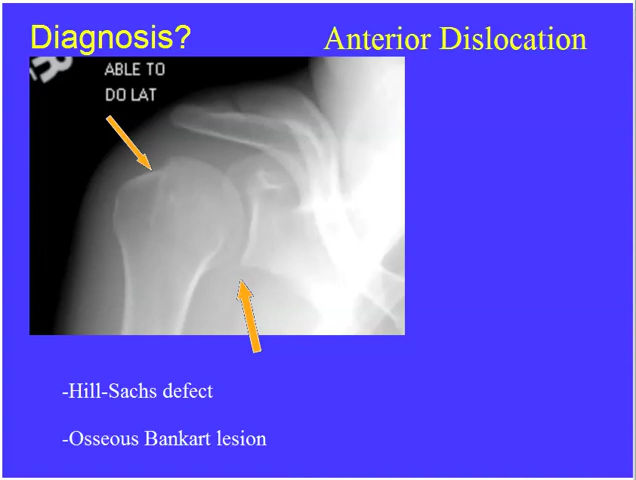 Diagnosis?
Anterior Dislocation
ABLE TO
DO LAT
-Hill-Sachs defect
-Osseous Bankart lesion